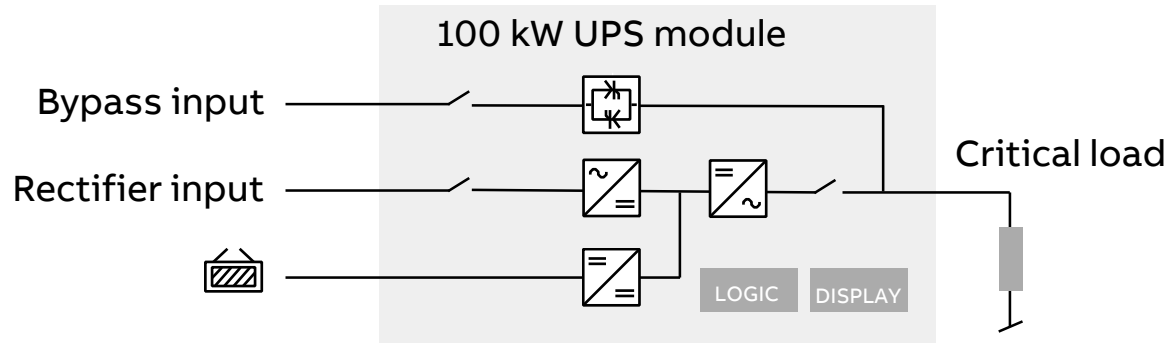 100 kW UPS module
Bypass input
Rectifier input
Critical load
LOGIC
DISPLAY